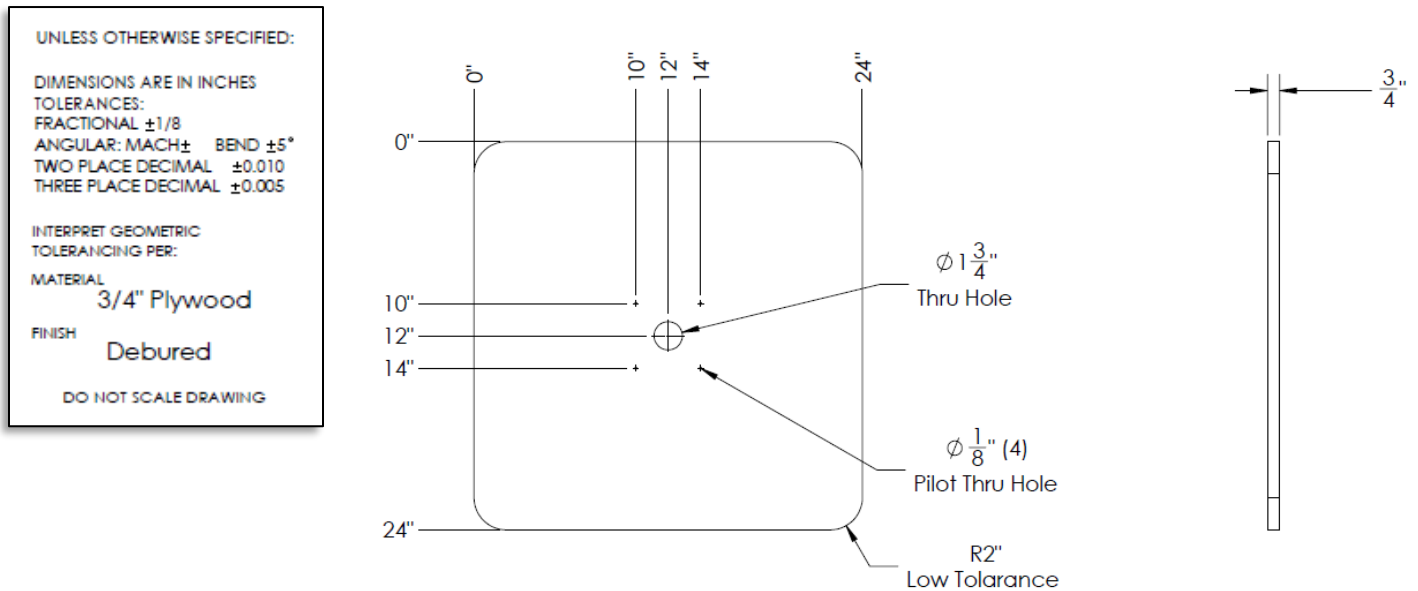 UNLESS OTHERWISE SPECIFIED:
DIMENSIONS ARE IN INCHES
TOLERANCES:
FRACTIONAL ±1/8
ANGULAR: MACH± BEND ±5°
TWO PLACE DECIMAL ±0.010
THREE PLACE DECIMAL ±0.005
INTERPRET GEOMETRIC
TOLERANCING PER:
MATERIAL
3/4" Plywood
FINISH
Debured
DO NOT SCALE DRAWING
0" 10" 12" 14" 24"
0"
10"
12"
14"
24"
∅1 3/4"
Thru Hole
∅ 1/8" (4)
Pilot Thru Hole
R2"
Low Tolarance
3/4"